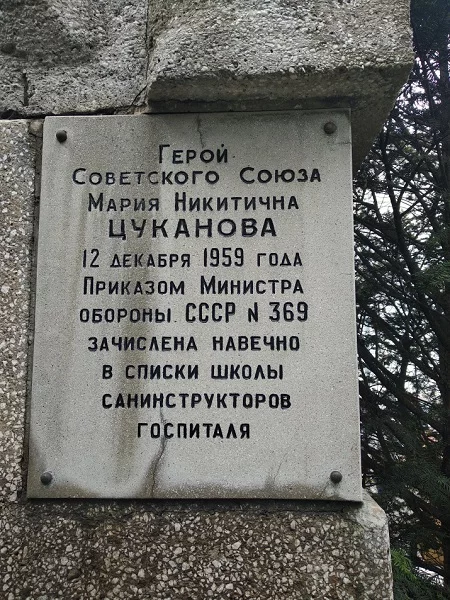 Герой
Советского Союза
Мария Никитична
ЦУКАНОВА
12 декабря 1959 года
Приказом Министра
обороны СССР N 369
зачислена навечно
в списки школы
санинструкторов
госпиталя